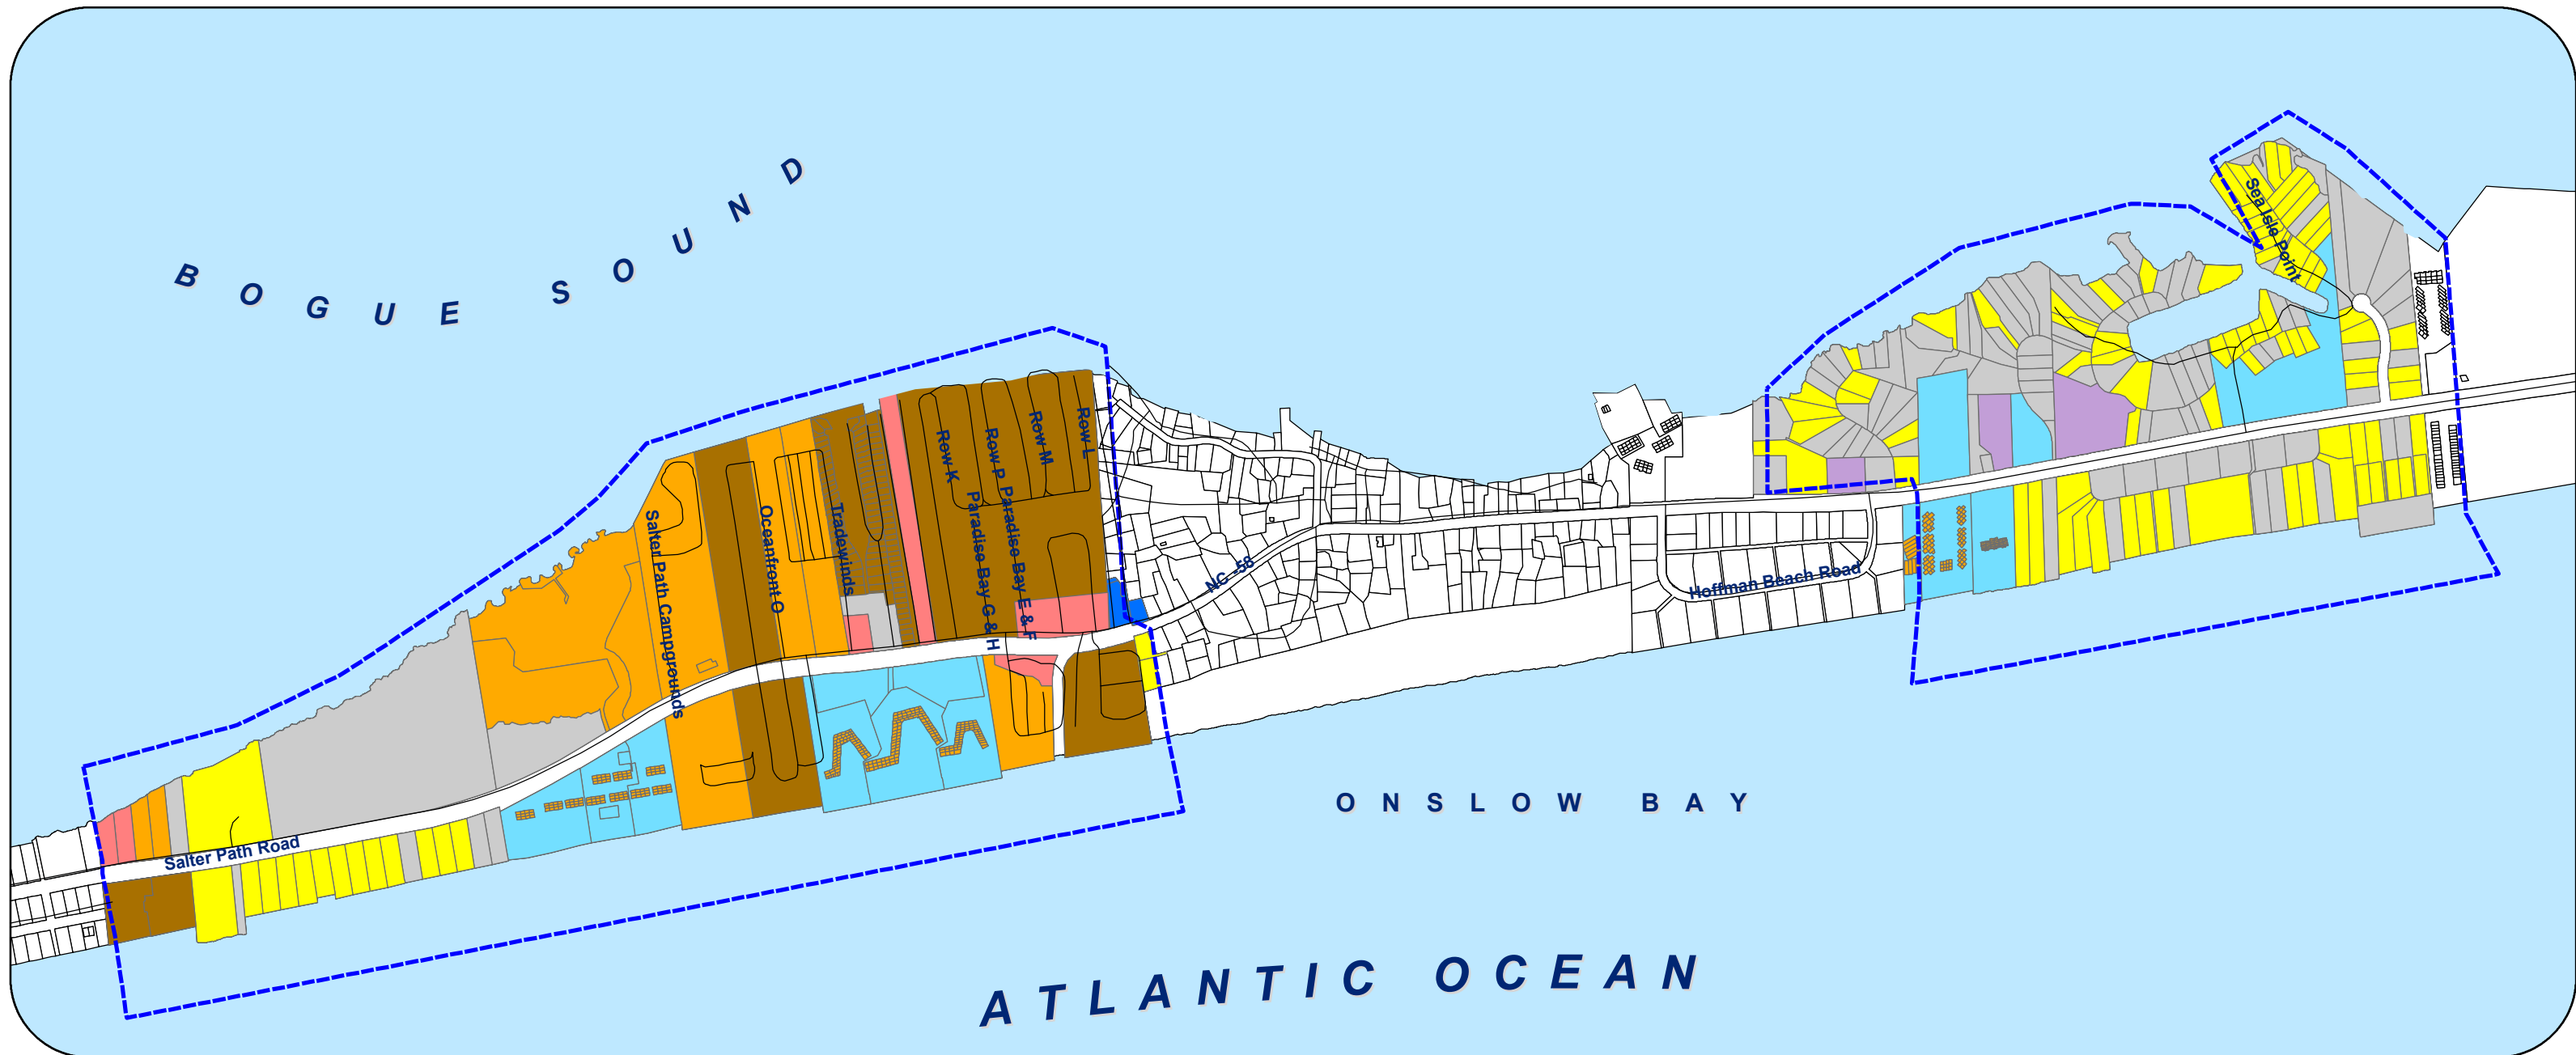 BOGUE SOUND
Sea Isle Point
Row K
Row P
Row M
Row L
Salter Path Campgrounds
Oceanfront O
Tradewinds
Paradise Bay G & H
Paradise Bay E & F
NC -58
Hoffman Beach Road
Salter Path Road
ONSLOW BAY
ATLANTIC OCEAN